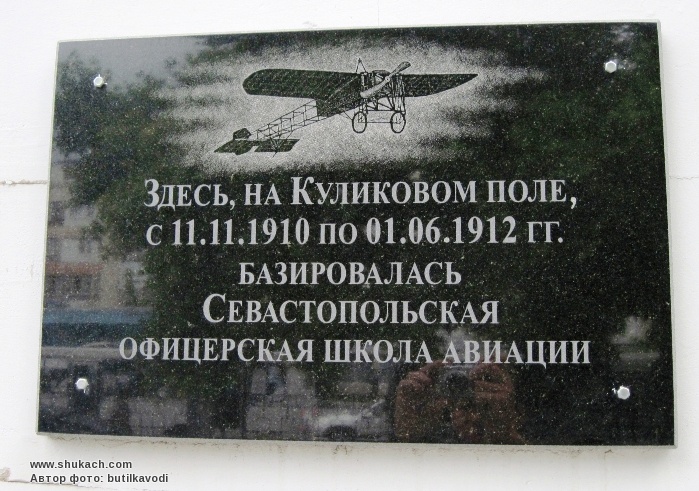 Здесь, на Куликовом поле,
с 11.11.1910 по 01.06.1912 гг.
базировалась
Севастопольская
офицерская школа авиации
www.shukach.com
Автор фото: butilkavodi